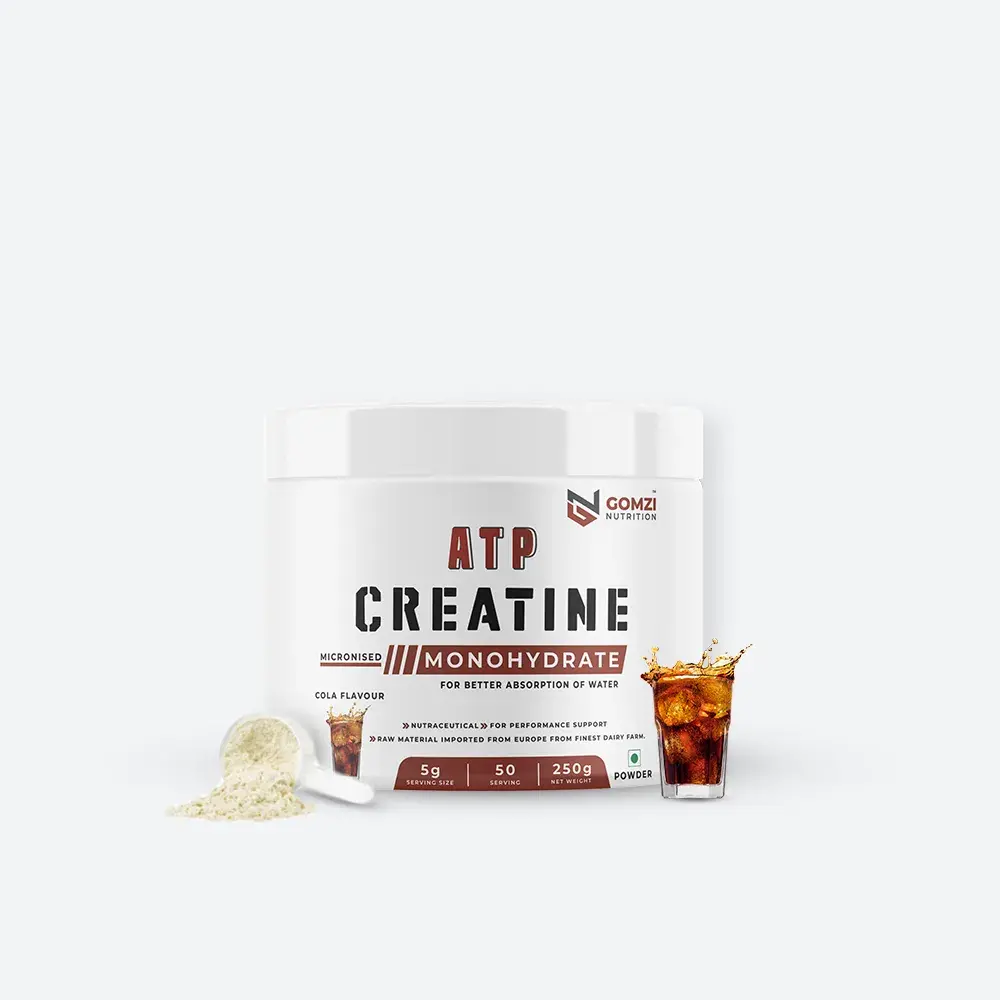 GOMZI
NUTRITION
ATP
CREATINE
MICRONISED
MONOHYDRATE
FOR BETTER ABSORPTION OF WATER
COLA FLAVOUR
NUTRACEUTICAL FOR PERFORMANCE SUPPORT
RAW MATERIAL IMPORTED FROM EUROPE FROM FINEST DAIRY FARM.
5g
SERVING SIZE
50
SERVING
250g
NET WEIGHT
POWDER